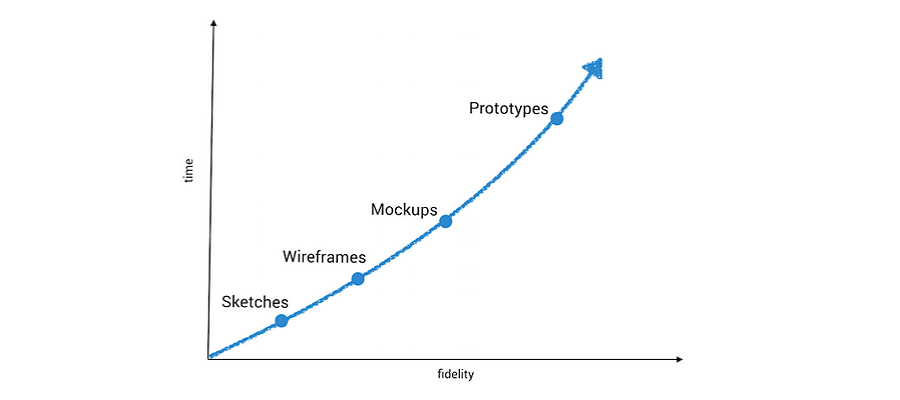 Prototypes
time
Mockups
Wireframes
Sketches
fidelity